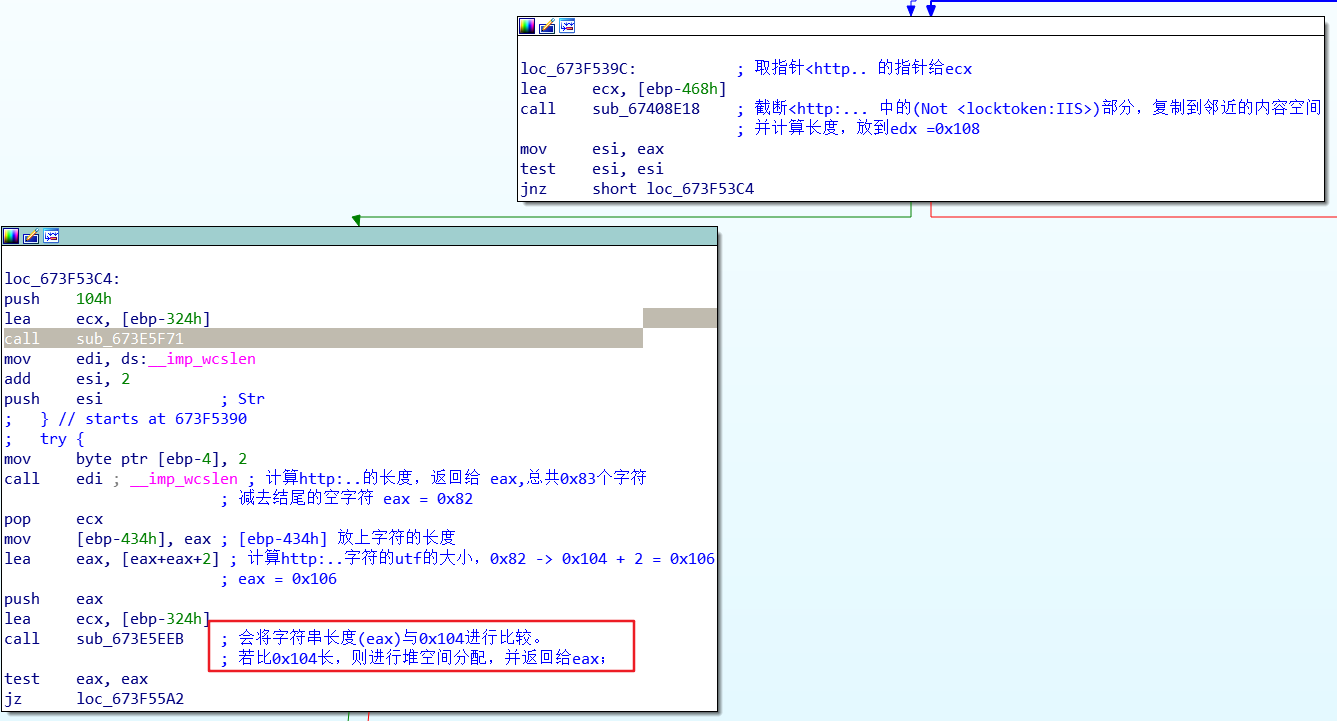 loc_673F539C: ; 取指针<http.. 的指针给ecx
lea ecx, [ebp-468h]
call sub_67408E18 ; 截断<http:... 中的(Not <locktoken:IIS>)部分，复制到邻近的内容空间
; 并计算长度，放到edx =0x108
mov esi, eax
test esi, esi
jnz short loc_673F53C4
loc_673F53C4:
push 104h
lea ecx, [ebp-324h]
call sub_673E5F71
mov edi, ds:__imp_wcslen
add esi, 2
push esi ; Str
; } // starts at 673F5390
; try {
mov byte ptr [ebp-4], 2
call edi ; __imp_wcslen ; 计算http:..的长度，返回给 eax,总共0x83个字符
; 减去结尾的空字符 eax = 0x82
pop ecx
mov [ebp-434h], eax ; [ebp-434h] 放上字符的长度
lea eax, [eax+eax+2] ; 计算http:..字符的utf的大小，0x82 -> 0x104 + 2 = 0x106
; eax = 0x106
push eax
lea ecx, [ebp-324h]
call sub_673E5EEB ; 会将字符串长度(eax)与0x104进行比较。
; 若比0x104长，则进行堆空间分配，并返回给eax；
test eax, eax
jz loc_673F55A2